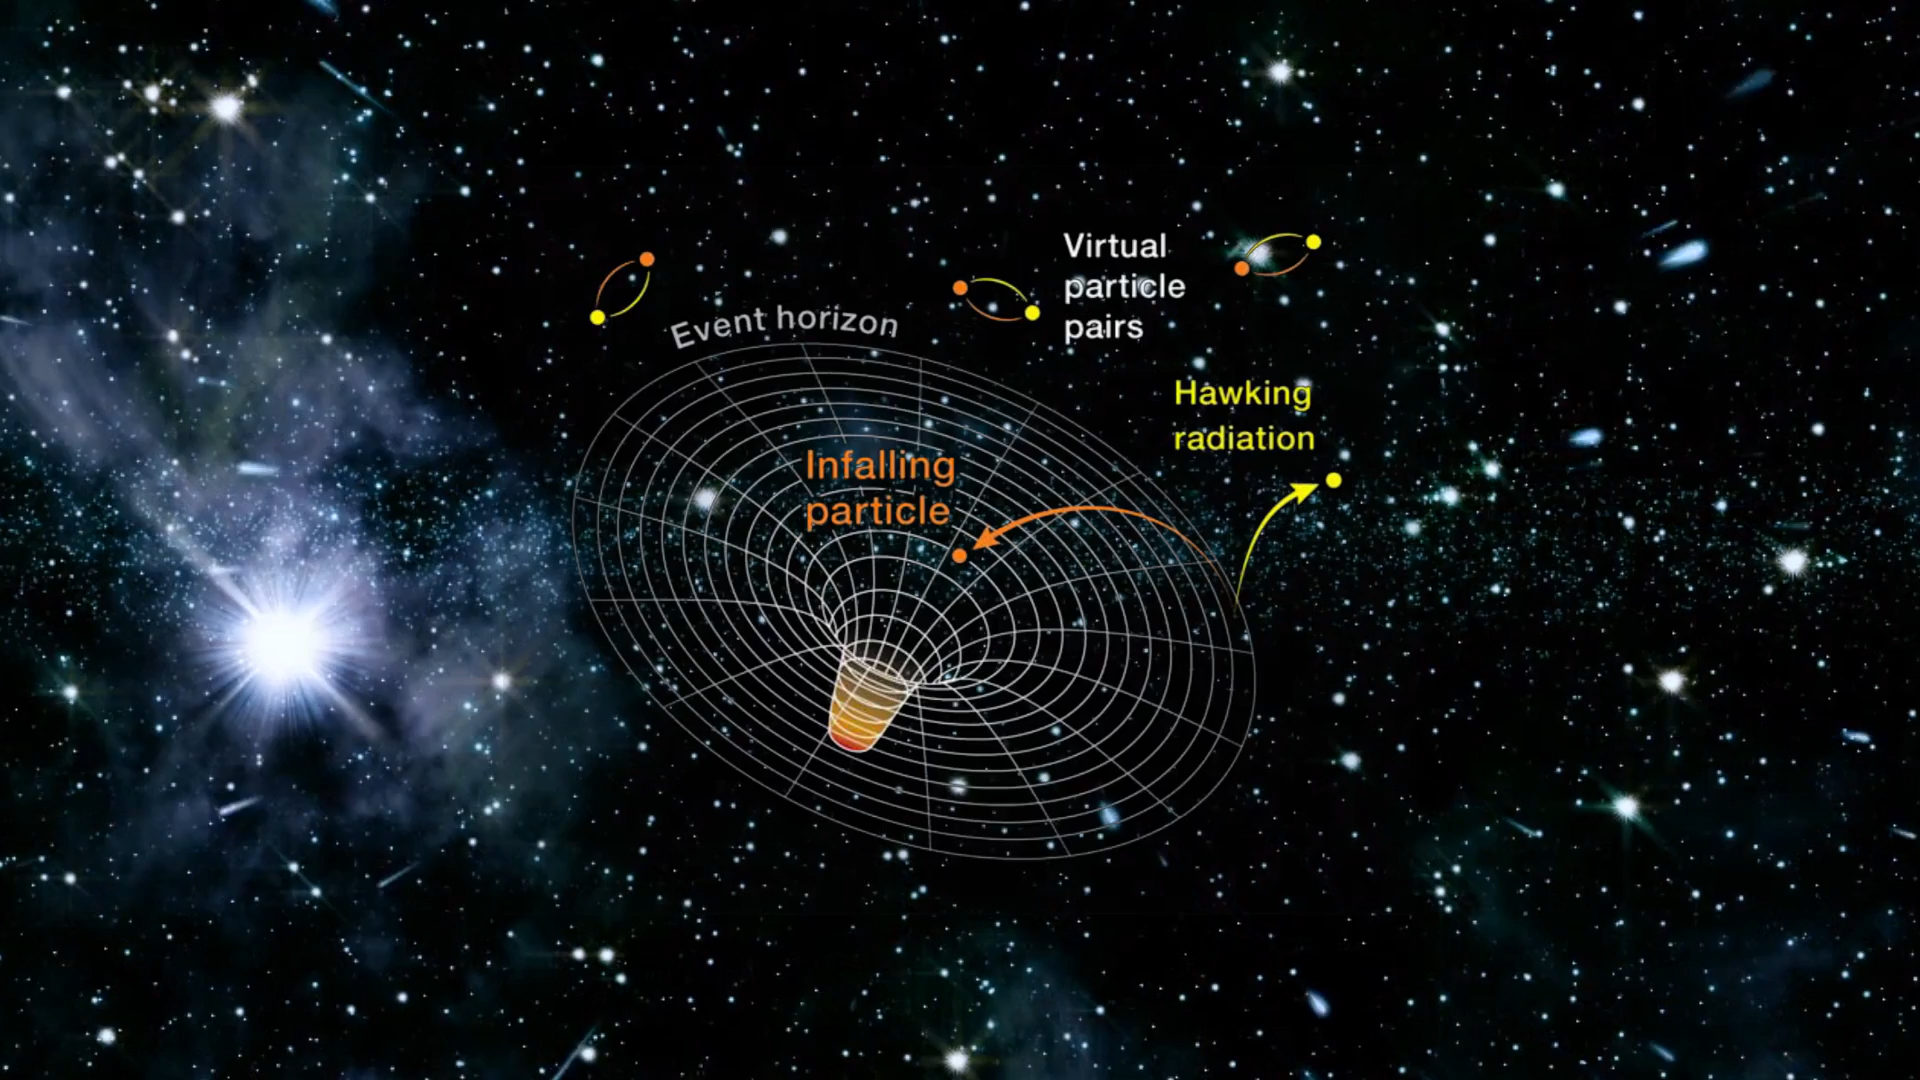 Virtual
particle
pairs
Event horizon
Hawking
radiation
Infalling
particle